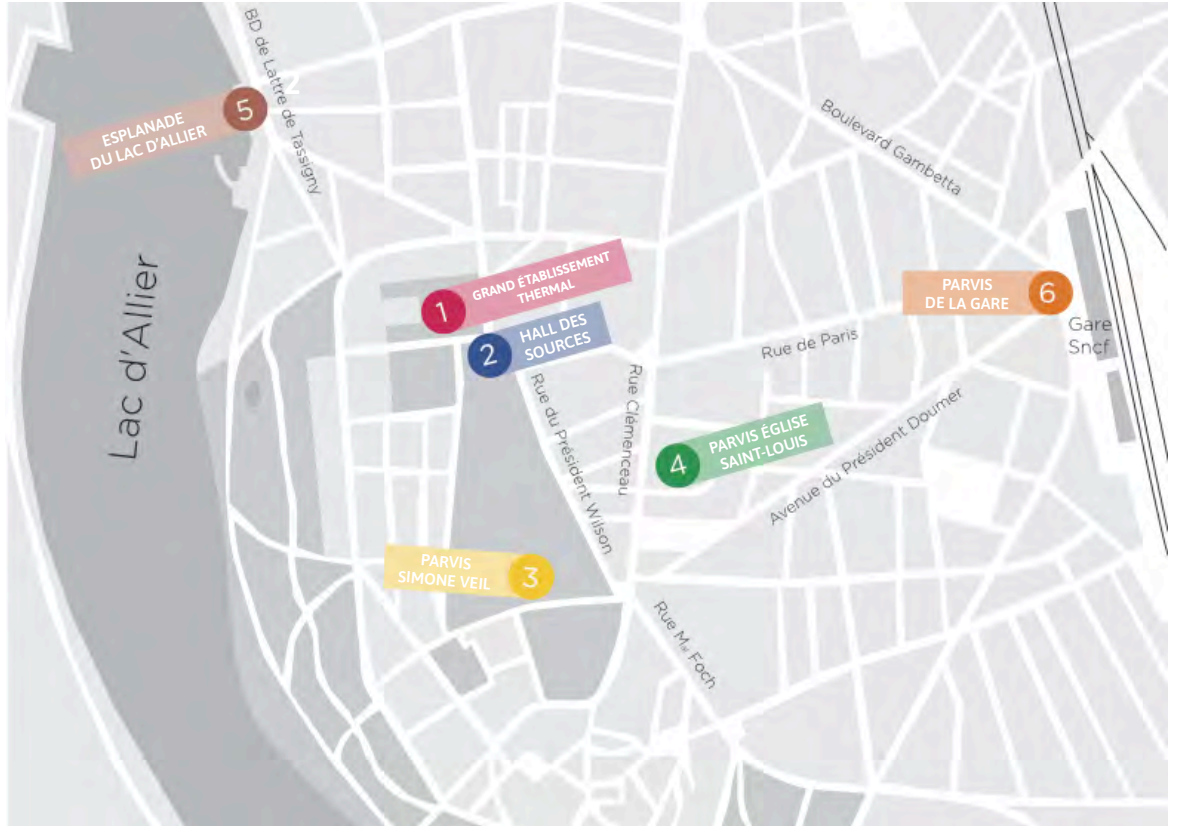 BD de Lattre de Tassigny
2
5
ESPLANADE
DU LAC D'ALLIER
Boulevard Gambetta
Lac d'Allier
1
GRAND ÉTABLISSEMENT
THERMAL
2
HALL DES
SOURCES
PARVIS
DE LA GARE
6
Gare
Sncf
Rue de Paris
Rue du Président Wilson
Rue Clémenceau
4
PARVIS ÉGLISE
SAINT-LOUIS
Avenue du Président Doumer
PARVIS
SIMONE VEIL
3
Rue Mal Foch